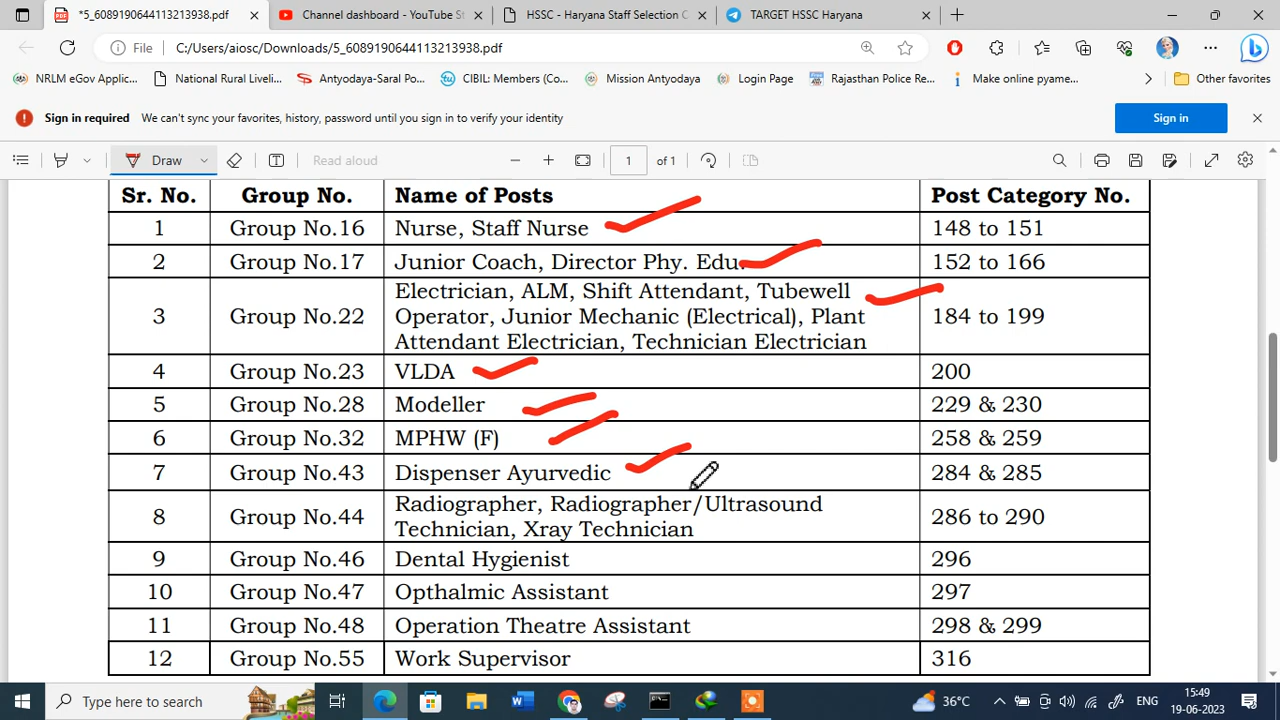 *5_6089190644113213938.pdf
Channel dashboard - YouTube St
HSSC - Haryana Staff Selection C
TARGET HSSC Haryana
File
C:/Users/aiosc/Downloads/5_6089190644113213938.pdf
NRLM eGov Applic...
National Rural Liveli...
Antyodaya-Saral Po...
CIBIL: Members (Co...
Mission Antyodaya
Login Page
Rajasthan Police Re...
Make online pyame...
Other favorites
Sign in required
We can't sync your favorites, history, password until you sign in to verify your identity
Sign in
Draw
Read aloud
1 of 1
Sr. No. Group No. Name of Posts Post Category No.
1 Group No.16 Nurse, Staff Nurse 148 to 151
2 Group No.17 Junior Coach, Director Phy. Edu. 152 to 166
3 Group No.22 Electrician, ALM, Shift Attendant, Tubewell
Operator, Junior Mechanic (Electrical), Plant
Attendant Electrician, Technician Electrician 184 to 199
4 Group No.23 VLDA 200
5 Group No.28 Modeller 229 & 230
6 Group No.32 MPHW (F) 258 & 259
7 Group No.43 Dispenser Ayurvedic 284 & 285
8 Group No.44 Radiographer, Radiographer/Ultrasound
Technician, Xray Technician 286 to 290
9 Group No.46 Dental Hygienist 296
10 Group No.47 Opthalmic Assistant 297
11 Group No.48 Operation Theatre Assistant 298 & 299
12 Group No.55 Work Supervisor 316
Type here to search
36°C
ENG
15:49
19-06-2023